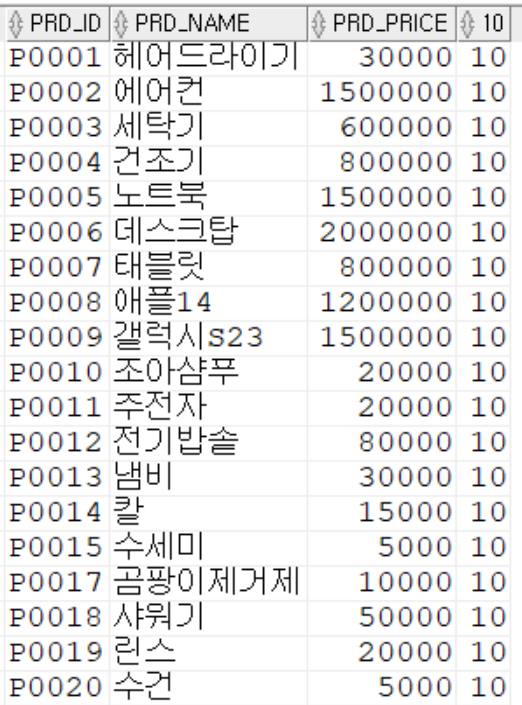 PRD_ID PRD_NAME PRD_PRICE 10
P0001 헤어드라이기 30000 10
P0002 에어컨 1500000 10
P0003 세탁기 600000 10
P0004 건조기 800000 10
P0005 노트북 1500000 10
P0006 데스크탑 2000000 10
P0007 태블릿 800000 10
P0008 애플14 1200000 10
P0009 갤럭시S23 1500000 10
P0010 조아샴푸 20000 10
P0011 주전자 20000 10
P0012 전기밥솥 80000 10
P0013 냄비 30000 10
P0014 칼 15000 10
P0015 수세미 5000 10
P0017 곰팡이제거제 10000 10
P0018 샤워기 50000 10
P0019 린스 20000 10
P0020 수건 5000 10